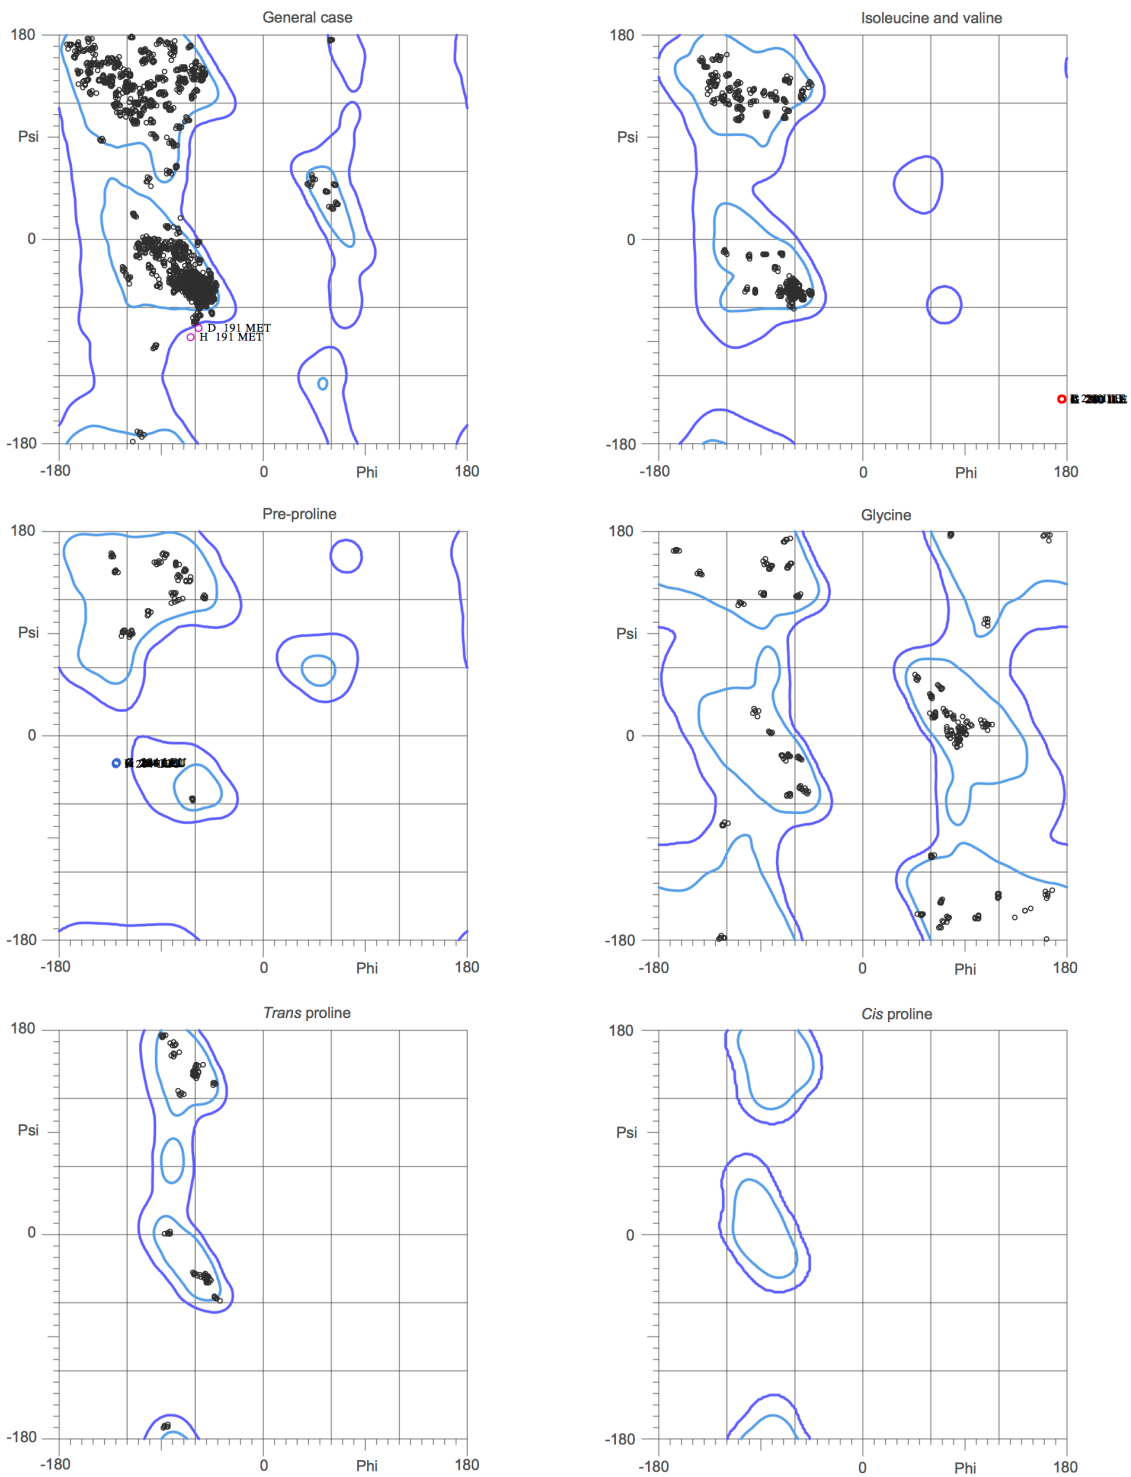 General case
180
Psi
0
D 191 MET
H 191 MET
-180
-180
0
Phi
180
Isoleucine and valine
180
Psi
0
-180
-180
0
Phi
180
Pre-proline
180
Psi
0
-180
-180
0
Phi
180
Glycine
180
Psi
0
-180
-180
0
Phi
180
Trans proline
180
Psi
0
-180
-180
0
Phi
180
Cis proline
180
Psi
0
-180
-180
0
Phi
180